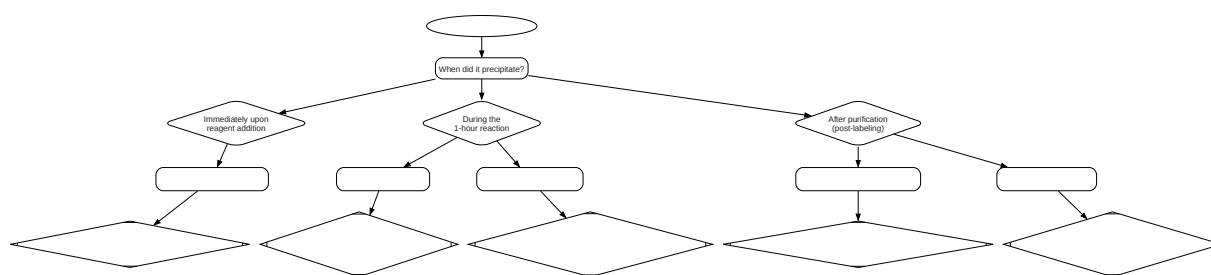 When did it precipitate?
Immediately upon
reagent addition
During the
1-hour reaction
After purification
(post-labeling)